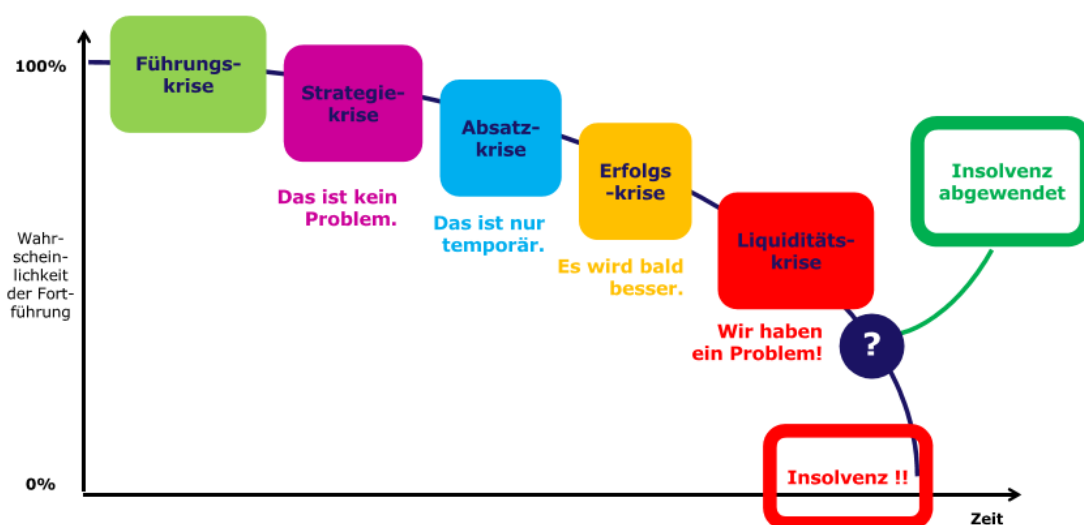 100%
Führungs-
krise
Strategie-
krise
Das ist kein
Problem.
Absatz-
krise
Das ist nur
temporär.
Erfolgs
-krise
Es wird bald
besser.
Liquiditäts-
krise
Wir haben
ein Problem!
?
Insolvenz
abgewendet
Insolvenz !!
Wahr-
schein-
lichkeit
der Fort-
führung
0%
Zeit